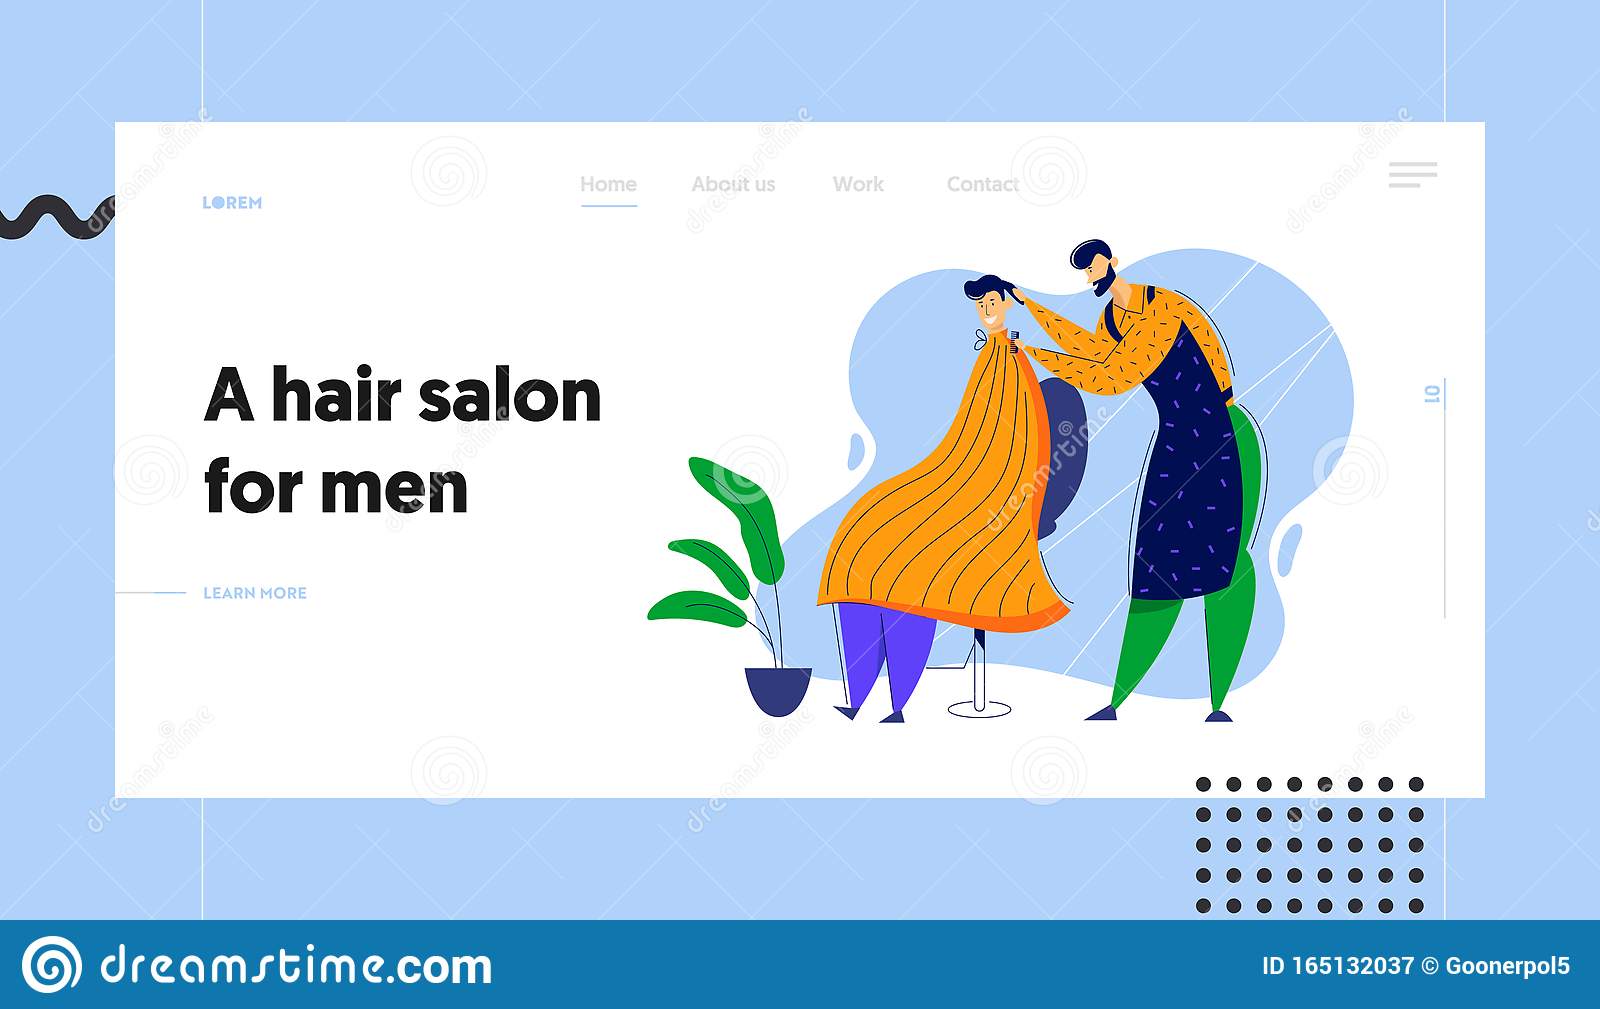 LOREM
Home About us Work Contact
A hair salon
for men
LEARN MORE
01
dreamstime.com
ID 165132037 © Goonerpol5